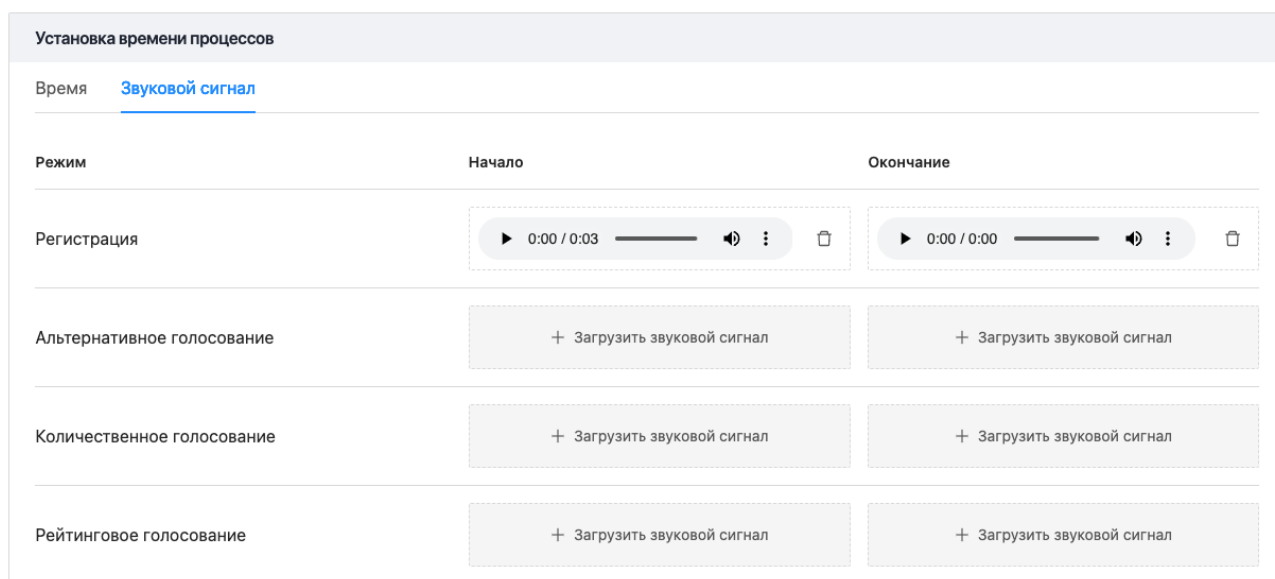 Установка времени процессов
Время Звуковой сигнал
Режим Начало Окончание
Регистрация 0:00 / 0:03 0:00 / 0:00
Альтернативное голосование + Загрузить звуковой сигнал + Загрузить звуковой сигнал
Количественное голосование + Загрузить звуковой сигнал + Загрузить звуковой сигнал
Рейтинговое голосование + Загрузить звуковой сигнал + Загрузить звуковой сигнал